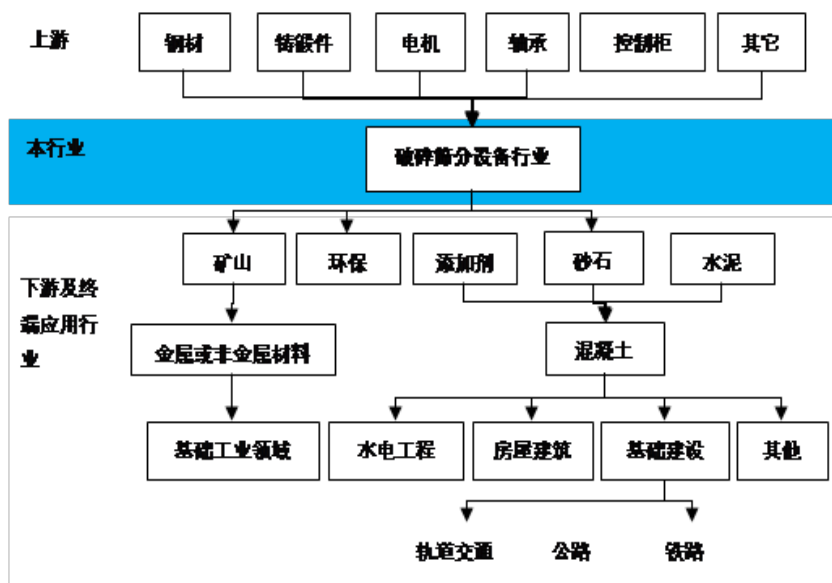 上游
钢材
铸锻件
电机
轴承
控制柜
其它
本行业
破碎筛分设备行业
矿山
环保
添加剂
砂石
水泥
下游及终
端应用行
业
金属或非金属材料
混凝土
基础工业领域
水电工程
房屋建筑
基础建设
其他
轨道交通
公路
铁路